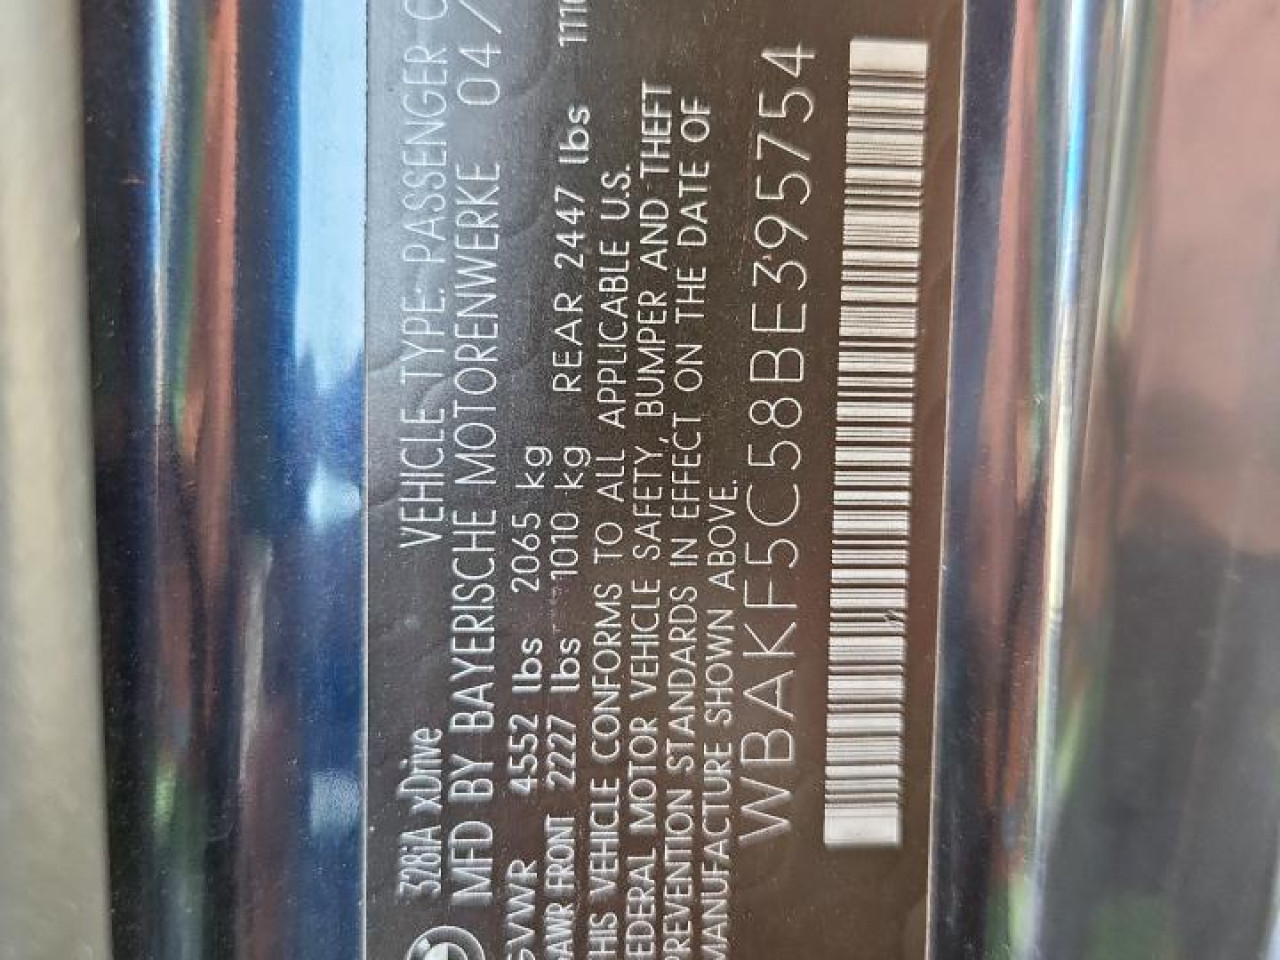 328iA xDrive VEHICLE TYPE: PASSENGER
MFD BY BAYERISCHE MOTORENWERKE 04/
GVWR 4552 lbs 2065 kg
GAWR FRONT 2227 lbs 1010 kg REAR 2447 lbs 111
THIS VEHICLE CONFORMS TO ALL APPLICABLE U.S.
FEDERAL MOTOR VEHICLE SAFETY, BUMPER AND THEFT
PREVENTION STANDARDS IN EFFECT ON THE DATE OF
MANUFACTURE SHOWN ABOVE.
WBAKF5C58BE395754